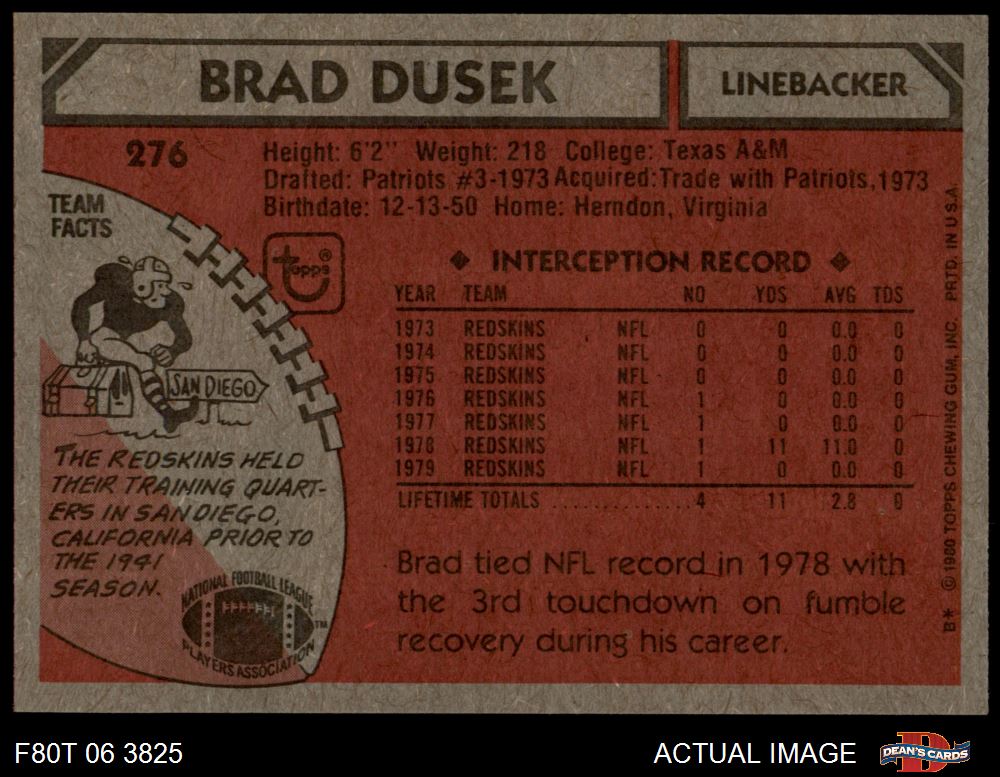 BRAD DUSEK
LINEBACKER
276
Height: 6'2" Weight: 218 College: Texas A&M
Drafted: Patriots #3-1973 Acquired: Trade with Patriots, 1973
Birthdate: 12-13-50 Home: Herndon, Virginia
TEAM
FACTS
Topps®
SAN DIEGO
THE REDSKINS HELD
THEIR TRAINING QUART-
ERS IN SAN DIEGO,
CALIFORNIA PRIOR TO
THE 1941
SEASON.
NATIONAL FOOTBALL LEAGUE
PLAYERS ASSOCIATION
TM
◆ INTERCEPTION RECORD ◆
YEAR TEAM NO YDS AVG TDS
1973 REDSKINS NFL 0 0 0.0 0
1974 REDSKINS NFL 0 0 0.0 0
1975 REDSKINS NFL 0 0 0.0 0
1976 REDSKINS NFL 1 0 0.0 0
1977 REDSKINS NFL 1 0 0.0 0
1978 REDSKINS NFL 1 11 11.0 0
1979 REDSKINS NFL 1 0 0.0 0
LIFETIME TOTALS .............. 4 11 2.8 0
Brad tied NFL record in 1978 with
the 3rd touchdown on fumble
recovery during his career.
B* ©1980 TOPPS CHEWING GUM, INC. PRTD. IN U.S.A.
F80T 06 3825
ACTUAL IMAGE
D
DEAN'S CARDS